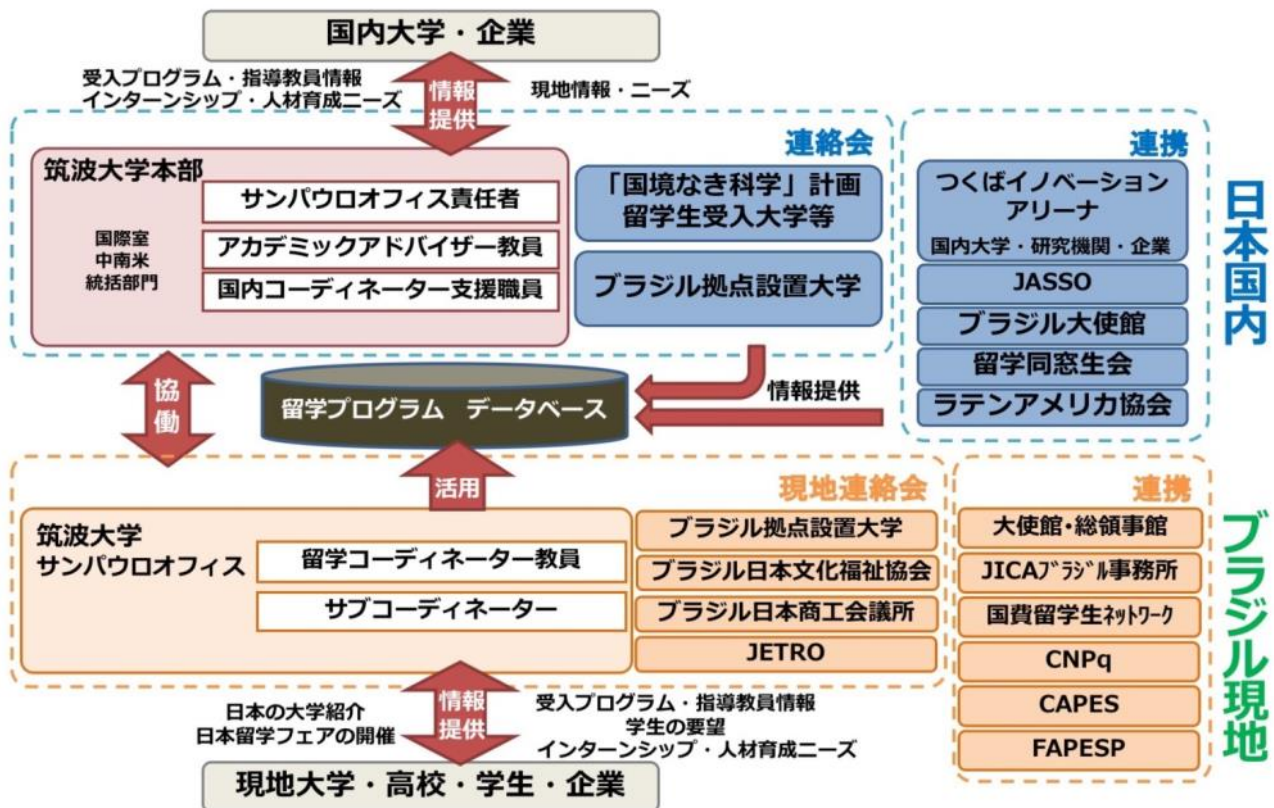 国内大学・企業
受入プログラム・指導教員情報
インターンシップ・人材育成ニーズ
情報
提供
現地情報・ニーズ
連絡会
筑波大学本部
国際室
中南米
統括部門
サンパウロオフィス責任者
アカデミックアドバイザー教員
国内コーディネーター支援職員
「国境なき科学」計画
留学生受入大学等
ブラジル拠点設置大学
連携
つくばイノベーション
アリーナ
国内大学・研究機関・企業
JASSO
ブラジル大使館
留学同窓生会
ラテンアメリカ協会
日本国内
協働
留学プログラム データベース
情報提供
活用
現地連絡会
筑波大学
サンパウロオフィス
留学コーディネーター教員
サブコーディネーター
ブラジル拠点設置大学
ブラジル日本文化福祉協会
ブラジル日本商工会議所
JETRO
連携
大使館・総領事館
JICAﾌﾞﾗｼﾞﾙ事務所
国費留学生ﾈｯﾄﾜｰｸ
CNPq
CAPES
FAPESP
ブラジル現地
日本の大学紹介
日本留学フェアの開催
情報
提供
受入プログラム・指導教員情報
学生の要望
インターンシップ・人材育成ニーズ
現地大学・高校・学生・企業